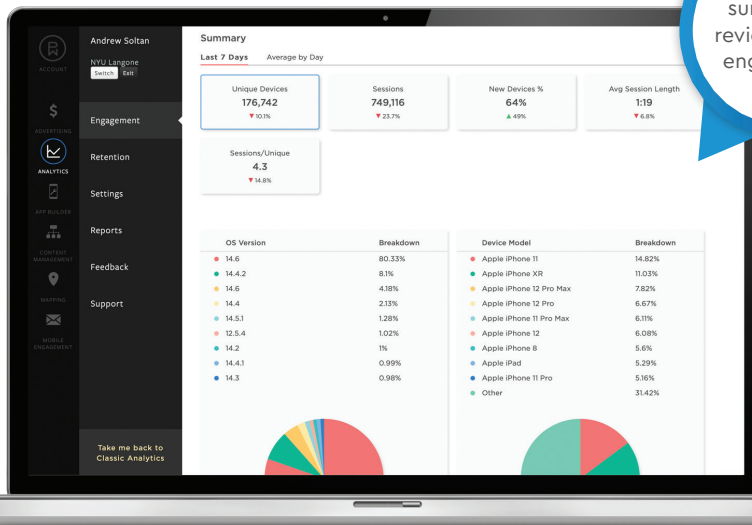 sur
revie
eng
ACCOUNT
Andrew Soltan
NYU Langone
Switch Exit
ADVERTISING
ANALYTICS
APP BUILDER
CONTENT
MANAGEMENT
MAPPING
MOBILE
ENGAGEMENT
Engagement
Retention
Settings
Reports
Feedback
Support
Take me back to
Classic Analytics
Summary
Last 7 Days Average by Day
Unique Devices
176,742
▼ 10.1%
Sessions
749,116
▼ 23.7%
New Devices %
64%
▲ 49%
Avg Session Length
1:19
▼ 6.8%
Sessions/Unique
4.3
▼ 14.8%
OS Version Breakdown
14.6 80.33%
14.4.2 8.1%
14.6 4.18%
14.4 2.13%
14.5.1 1.28%
12.5.4 1.02%
14.2 1%
14.4.1 0.99%
14.3 0.98%
Device Model Breakdown
Apple iPhone 11 14.82%
Apple iPhone XR 11.03%
Apple iPhone 12 Pro Max 7.82%
Apple iPhone 12 Pro 6.67%
Apple iPhone 11 Pro Max 6.11%
Apple iPhone 12 6.08%
Apple iPhone 8 5.6%
Apple iPad 5.29%
Apple iPhone 11 Pro 5.16%
Other 31.42%